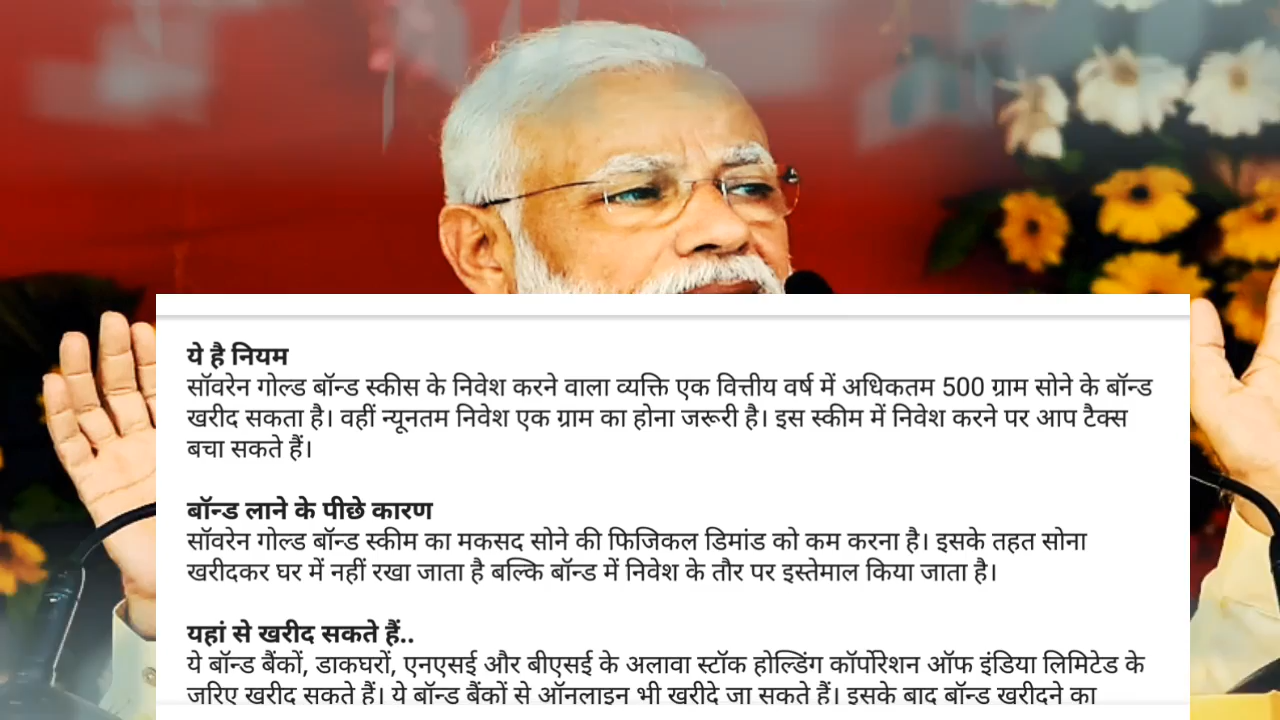 ये है नियम
सॉवरेन गोल्ड बॉन्ड स्कीस के निवेश करने वाला व्यक्ति एक वित्तीय वर्ष में अधिकतम 500 ग्राम सोने के बॉन्ड
खरीद सकता है। वहीं न्यूनतम निवेश एक ग्राम का होना जरूरी है। इस स्कीम में निवेश करने पर आप टैक्स
बचा सकते हैं।
बॉन्ड लाने के पीछे कारण
सॉवरेन गोल्ड बॉन्ड स्कीम का मकसद सोने की फिजिकल डिमांड को कम करना है। इसके तहत सोना
खरीदकर घर में नहीं रखा जाता है बल्कि बॉन्ड में निवेश के तौर पर इस्तेमाल किया जाता है।
यहां से खरीद सकते हैं..
ये बॉन्ड बैंकों, डाकघरों, एनएसई और बीएसई के अलावा स्टॉक होल्डिंग कॉर्पोरेशन ऑफ इंडिया लिमिटेड के
जरिए खरीद सकते हैं। ये बॉन्ड बैंकों से ऑनलाइन भी खरीदे जा सकते हैं। इसके बाद बॉन्ड खरीदने का